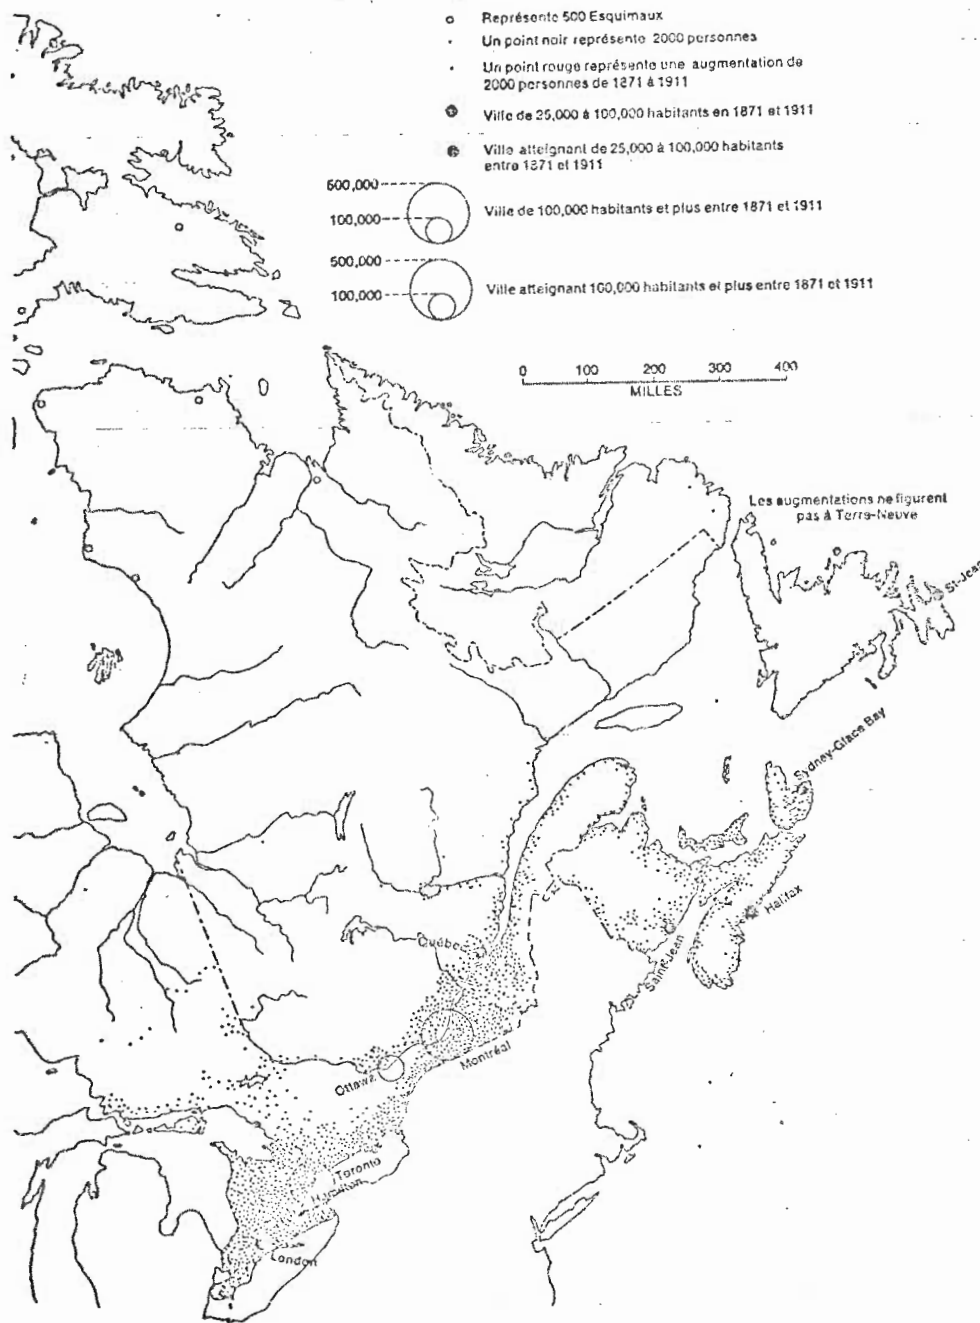 Représente 500 Esquimaux
Un point noir représente 2000 personnes
Un point rouge représente une augmentation de
2000 personnes de 1871 à 1911
Ville de 25,000 à 100,000 habitants en 1871 et 1911
Ville atteignant de 25,000 à 100,000 habitants
entre 1871 et 1911
500,000
100,000
Ville de 100,000 habitants et plus entre 1871 et 1911
500,000
100,000
Ville atteignant 100,000 habitants et plus entre 1871 et 1911
0 100 200 300 400
MILLES
Les augmentations ne figurent
pas à Terre-Neuve
St-Jean
Sydney-Glace Bay
Halifax
Saint-Jean
Québec
Montréal
Ottawa
Toronto
Hamilton
London